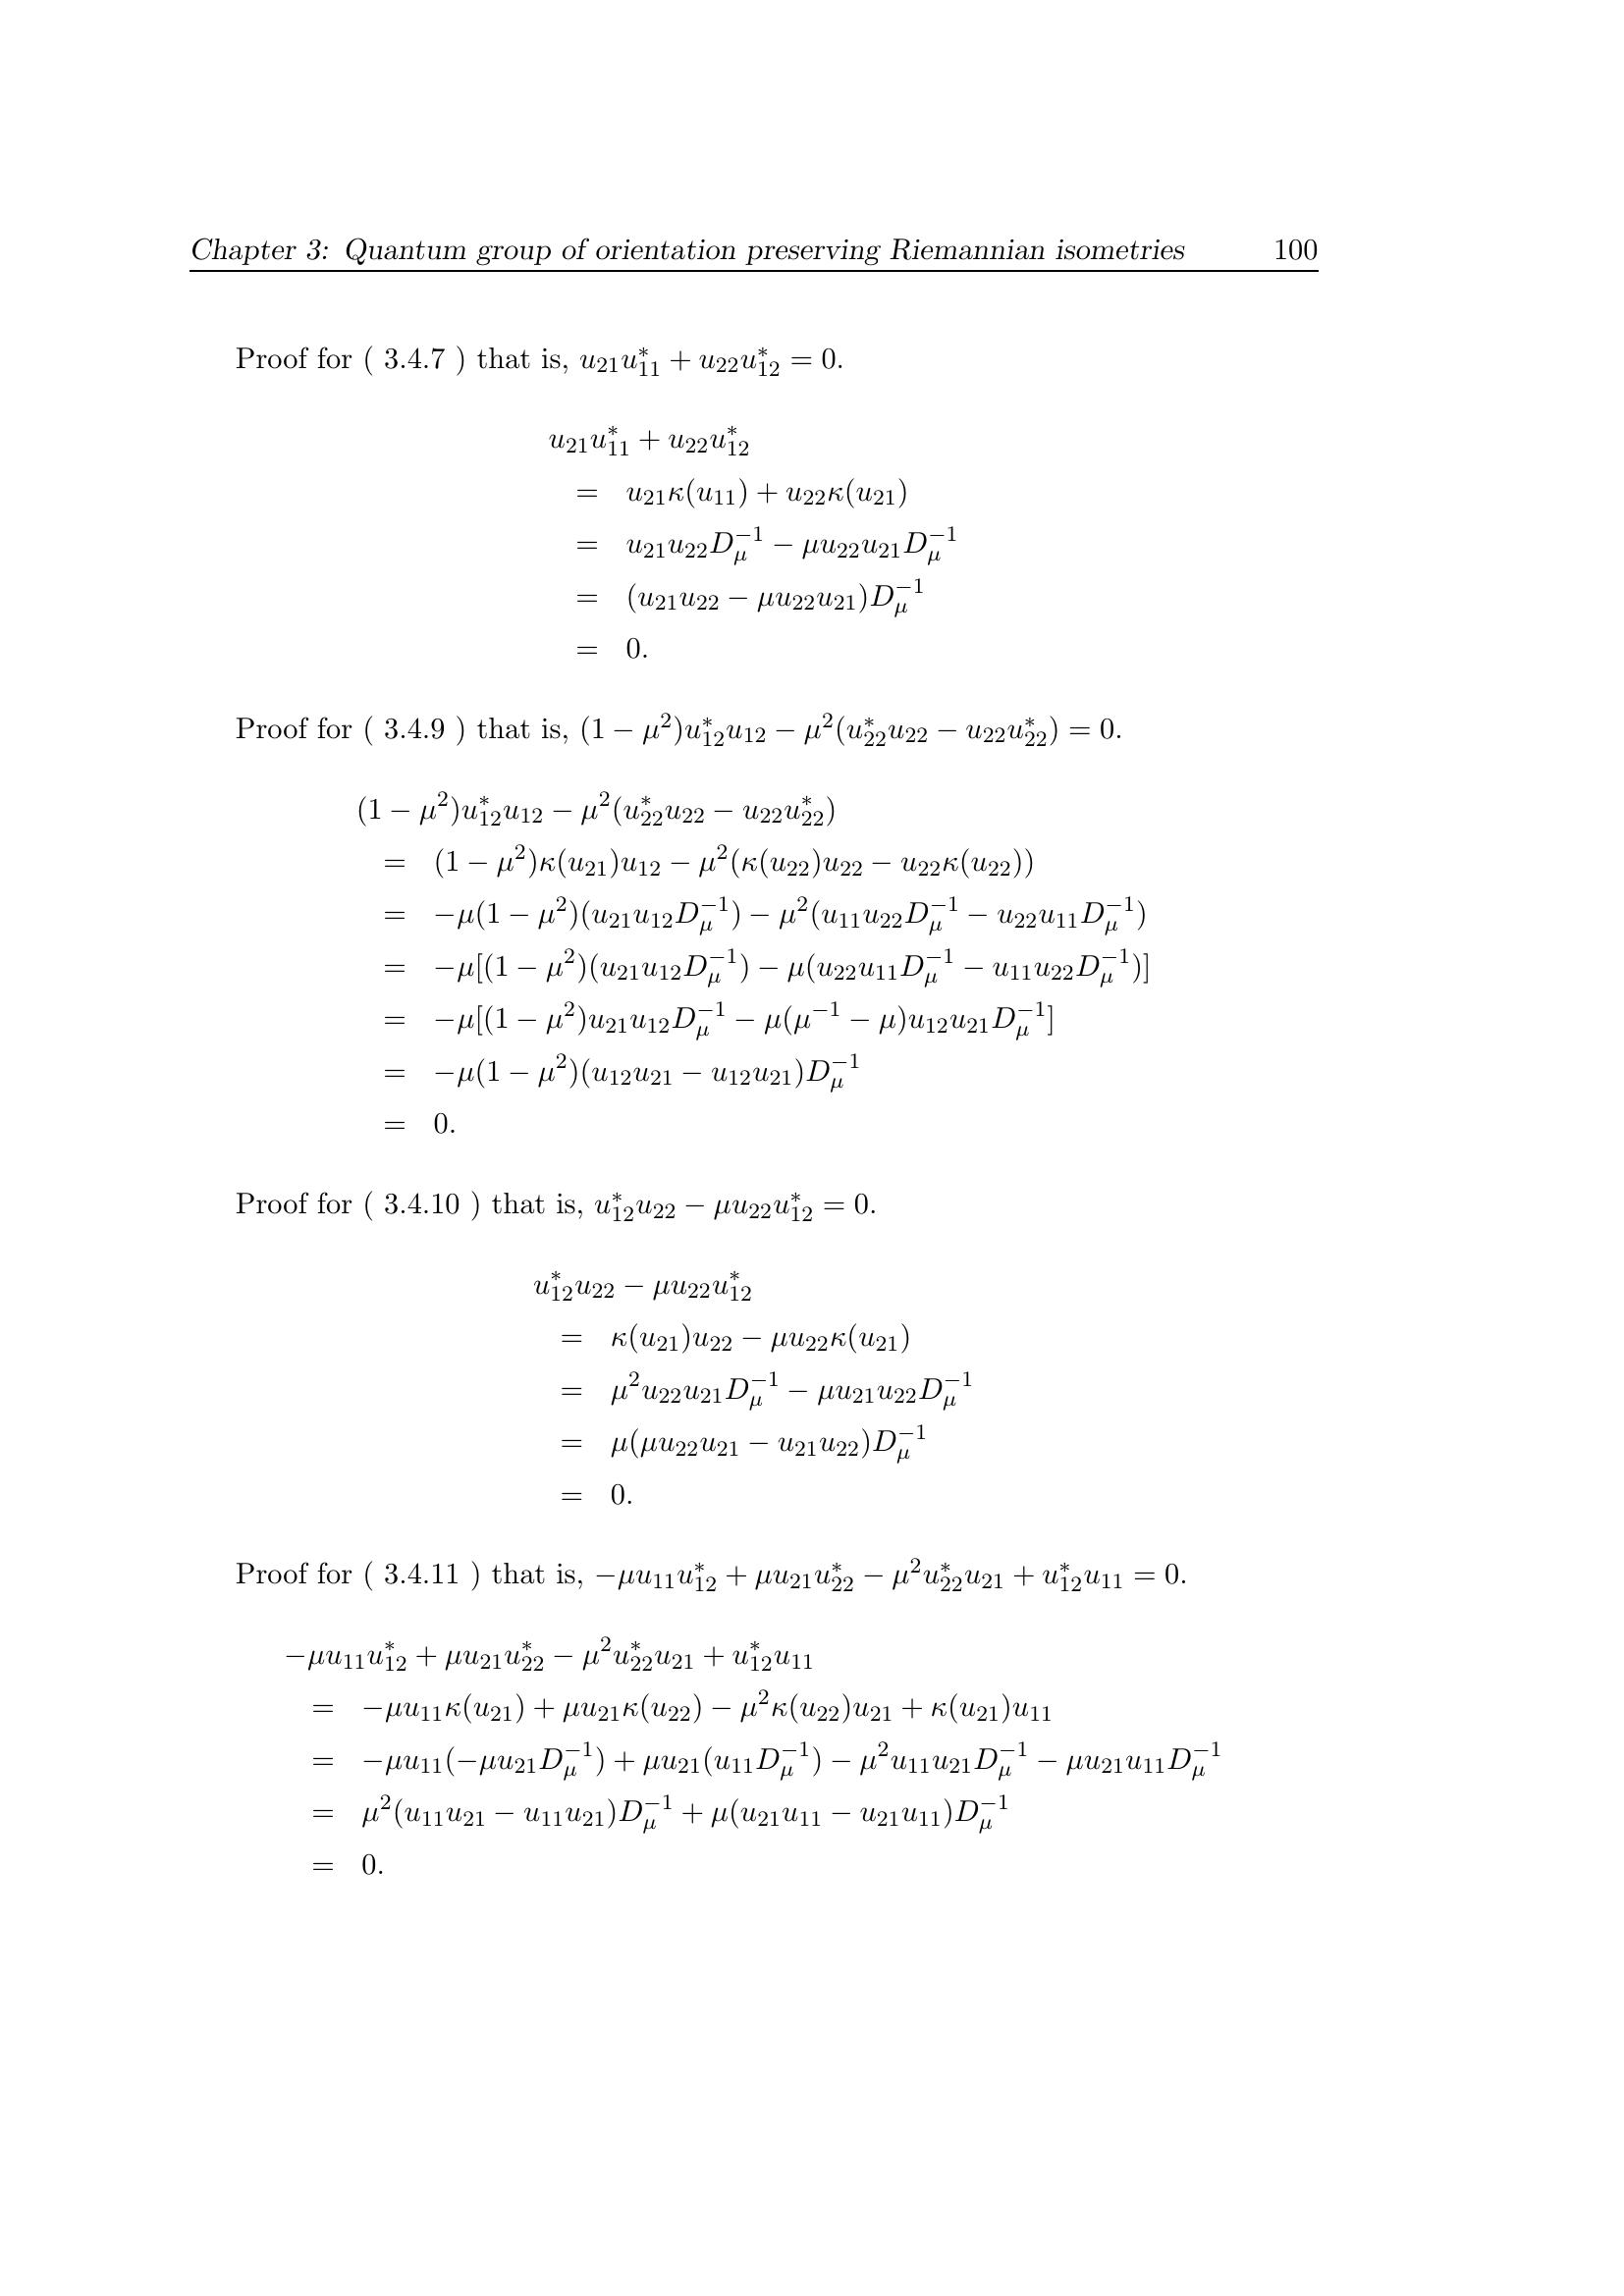 Chapter 3: Quantum group of orientation preserving Riemannian isometries 100
Proof for ( 3.4.7 ) that is, $u_{21}u_{11}^* + u_{22}u_{12}^* = 0$.
$u_{21}u_{11}^* + u_{22}u_{12}^*$
$= u_{21}\kappa(u_{11}) + u_{22}\kappa(u_{21})$
$= u_{21}u_{22}D_\mu^{-1} - \mu u_{22}u_{21}D_\mu^{-1}$
$= (u_{21}u_{22} - \mu u_{22}u_{21})D_\mu^{-1}$
$= 0.$
Proof for ( 3.4.9 ) that is, $(1 - \mu^2)u_{12}^*u_{12} - \mu^2(u_{22}^*u_{22} - u_{22}u_{22}^*) = 0$.
$(1 - \mu^2)u_{12}^*u_{12} - \mu^2(u_{22}^*u_{22} - u_{22}u_{22}^*)$
$= (1 - \mu^2)\kappa(u_{21})u_{12} - \mu^2(\kappa(u_{22})u_{22} - u_{22}\kappa(u_{22}))$
$= -\mu(1 - \mu^2)(u_{21}u_{12}D_\mu^{-1}) - \mu^2(u_{11}u_{22}D_\mu^{-1} - u_{22}u_{11}D_\mu^{-1})$
$= -\mu[(1 - \mu^2)(u_{21}u_{12}D_\mu^{-1}) - \mu(u_{22}u_{11}D_\mu^{-1} - u_{11}u_{22}D_\mu^{-1})]$
$= -\mu[(1 - \mu^2)u_{21}u_{12}D_\mu^{-1} - \mu(\mu^{-1} - \mu)u_{12}u_{21}D_\mu^{-1}]$
$= -\mu(1 - \mu^2)(u_{12}u_{21} - u_{12}u_{21})D_\mu^{-1}$
$= 0.$
Proof for ( 3.4.10 ) that is, $u_{12}^*u_{22} - \mu u_{22}u_{12}^* = 0$.
$u_{12}^*u_{22} - \mu u_{22}u_{12}^*$
$= \kappa(u_{21})u_{22} - \mu u_{22}\kappa(u_{21})$
$= \mu^2 u_{22}u_{21}D_\mu^{-1} - \mu u_{21}u_{22}D_\mu^{-1}$
$= \mu(\mu u_{22}u_{21} - u_{21}u_{22})D_\mu^{-1}$
$= 0.$
Proof for ( 3.4.11 ) that is, $-\mu u_{11}u_{12}^* + \mu u_{21}u_{22}^* - \mu^2 u_{22}^*u_{21} + u_{12}^*u_{11} = 0$.
$-\mu u_{11}u_{12}^* + \mu u_{21}u_{22}^* - \mu^2 u_{22}^*u_{21} + u_{12}^*u_{11}$
$= -\mu u_{11}\kappa(u_{21}) + \mu u_{21}\kappa(u_{22}) - \mu^2\kappa(u_{22})u_{21} + \kappa(u_{21})u_{11}$
$= -\mu u_{11}(-\mu u_{21}D_\mu^{-1}) + \mu u_{21}(u_{11}D_\mu^{-1}) - \mu^2 u_{11}u_{21}D_\mu^{-1} - \mu u_{21}u_{11}D_\mu^{-1}$
$= \mu^2(u_{11}u_{21} - u_{11}u_{21})D_\mu^{-1} + \mu(u_{21}u_{11} - u_{21}u_{11})D_\mu^{-1}$
$= 0.$